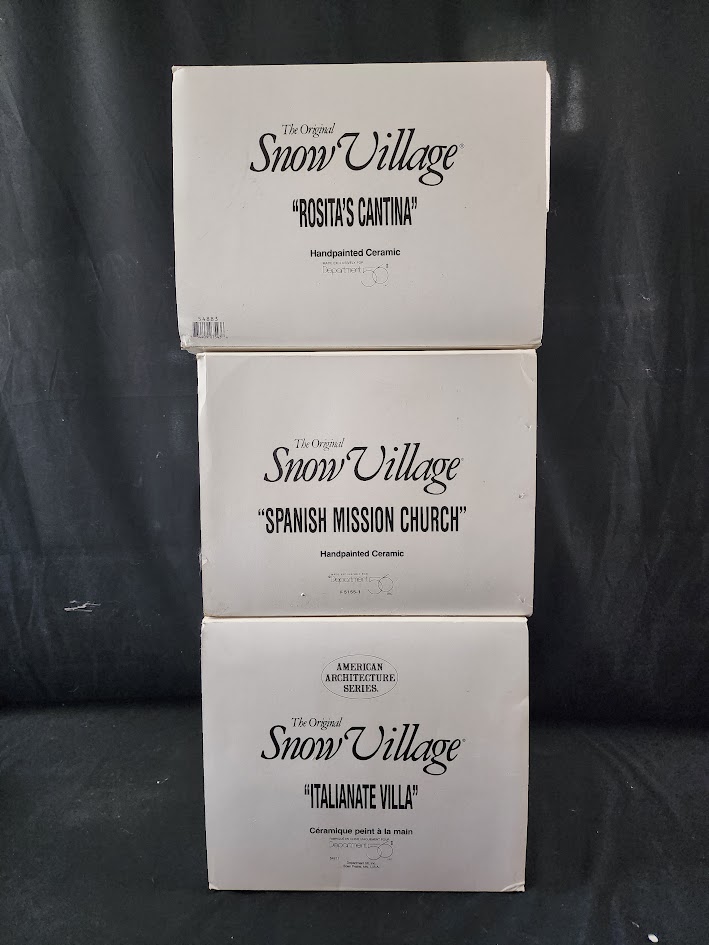 The Original
Snow Village®
"ROSITA'S CANTINA"
Handpainted Ceramic
Department 56®
54883
The Original
Snow Village®
"SPANISH MISSION CHURCH"
Handpainted Ceramic
Department 56
AMERICAN
ARCHITECTURE
SERIES.
The Original
Snow Village®
"ITALIANATE VILLA"
Céramique peint à la main
Department 56®